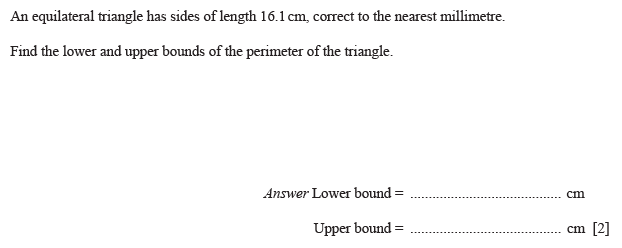 An equilateral triangle has sides of length 16.1 cm, correct to the nearest millimetre.
Find the lower and upper bounds of the perimeter of the triangle.
Answer Lower bound = ........................................ cm
Upper bound = ........................................ cm [2]